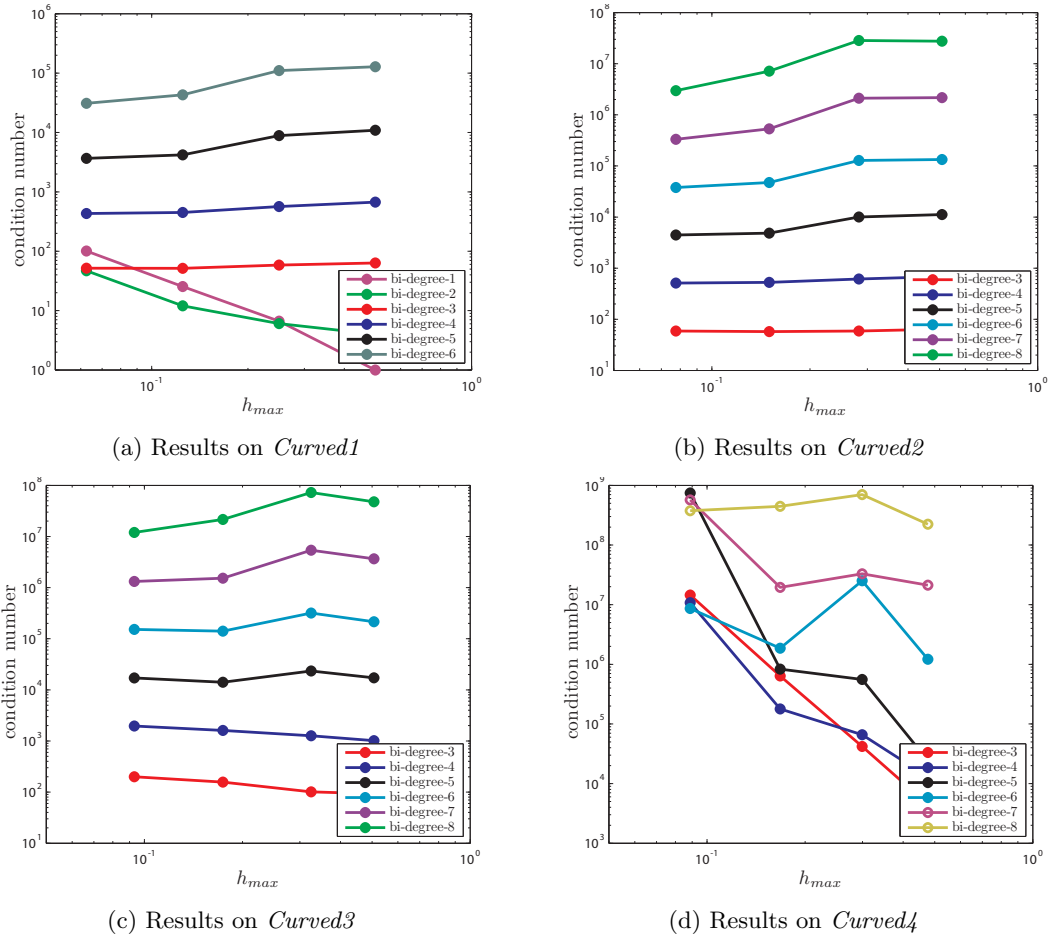 10^6
10^5
10^4
10^3
10^2
10^1
10^0
condition number
10^-1
10^0
h_max
bi-degree-1
bi-degree-2
bi-degree-3
bi-degree-4
bi-degree-5
bi-degree-6
(a) Results on Curved1
10^8
10^7
10^6
10^5
10^4
10^3
10^2
10^1
condition number
10^-1
10^0
h_max
bi-degree-3
bi-degree-4
bi-degree-5
bi-degree-6
bi-degree-7
bi-degree-8
(b) Results on Curved2
10^8
10^7
10^6
10^5
10^4
10^3
10^2
10^1
condition number
10^-1
10^0
h_max
bi-degree-3
bi-degree-4
bi-degree-5
bi-degree-6
bi-degree-7
bi-degree-8
(c) Results on Curved3
10^9
10^8
10^7
10^6
10^5
10^4
10^3
condition number
10^-1
10^0
h_max
bi-degree-3
bi-degree-4
bi-degree-5
bi-degree-6
bi-degree-7
bi-degree-8
(d) Results on Curved4